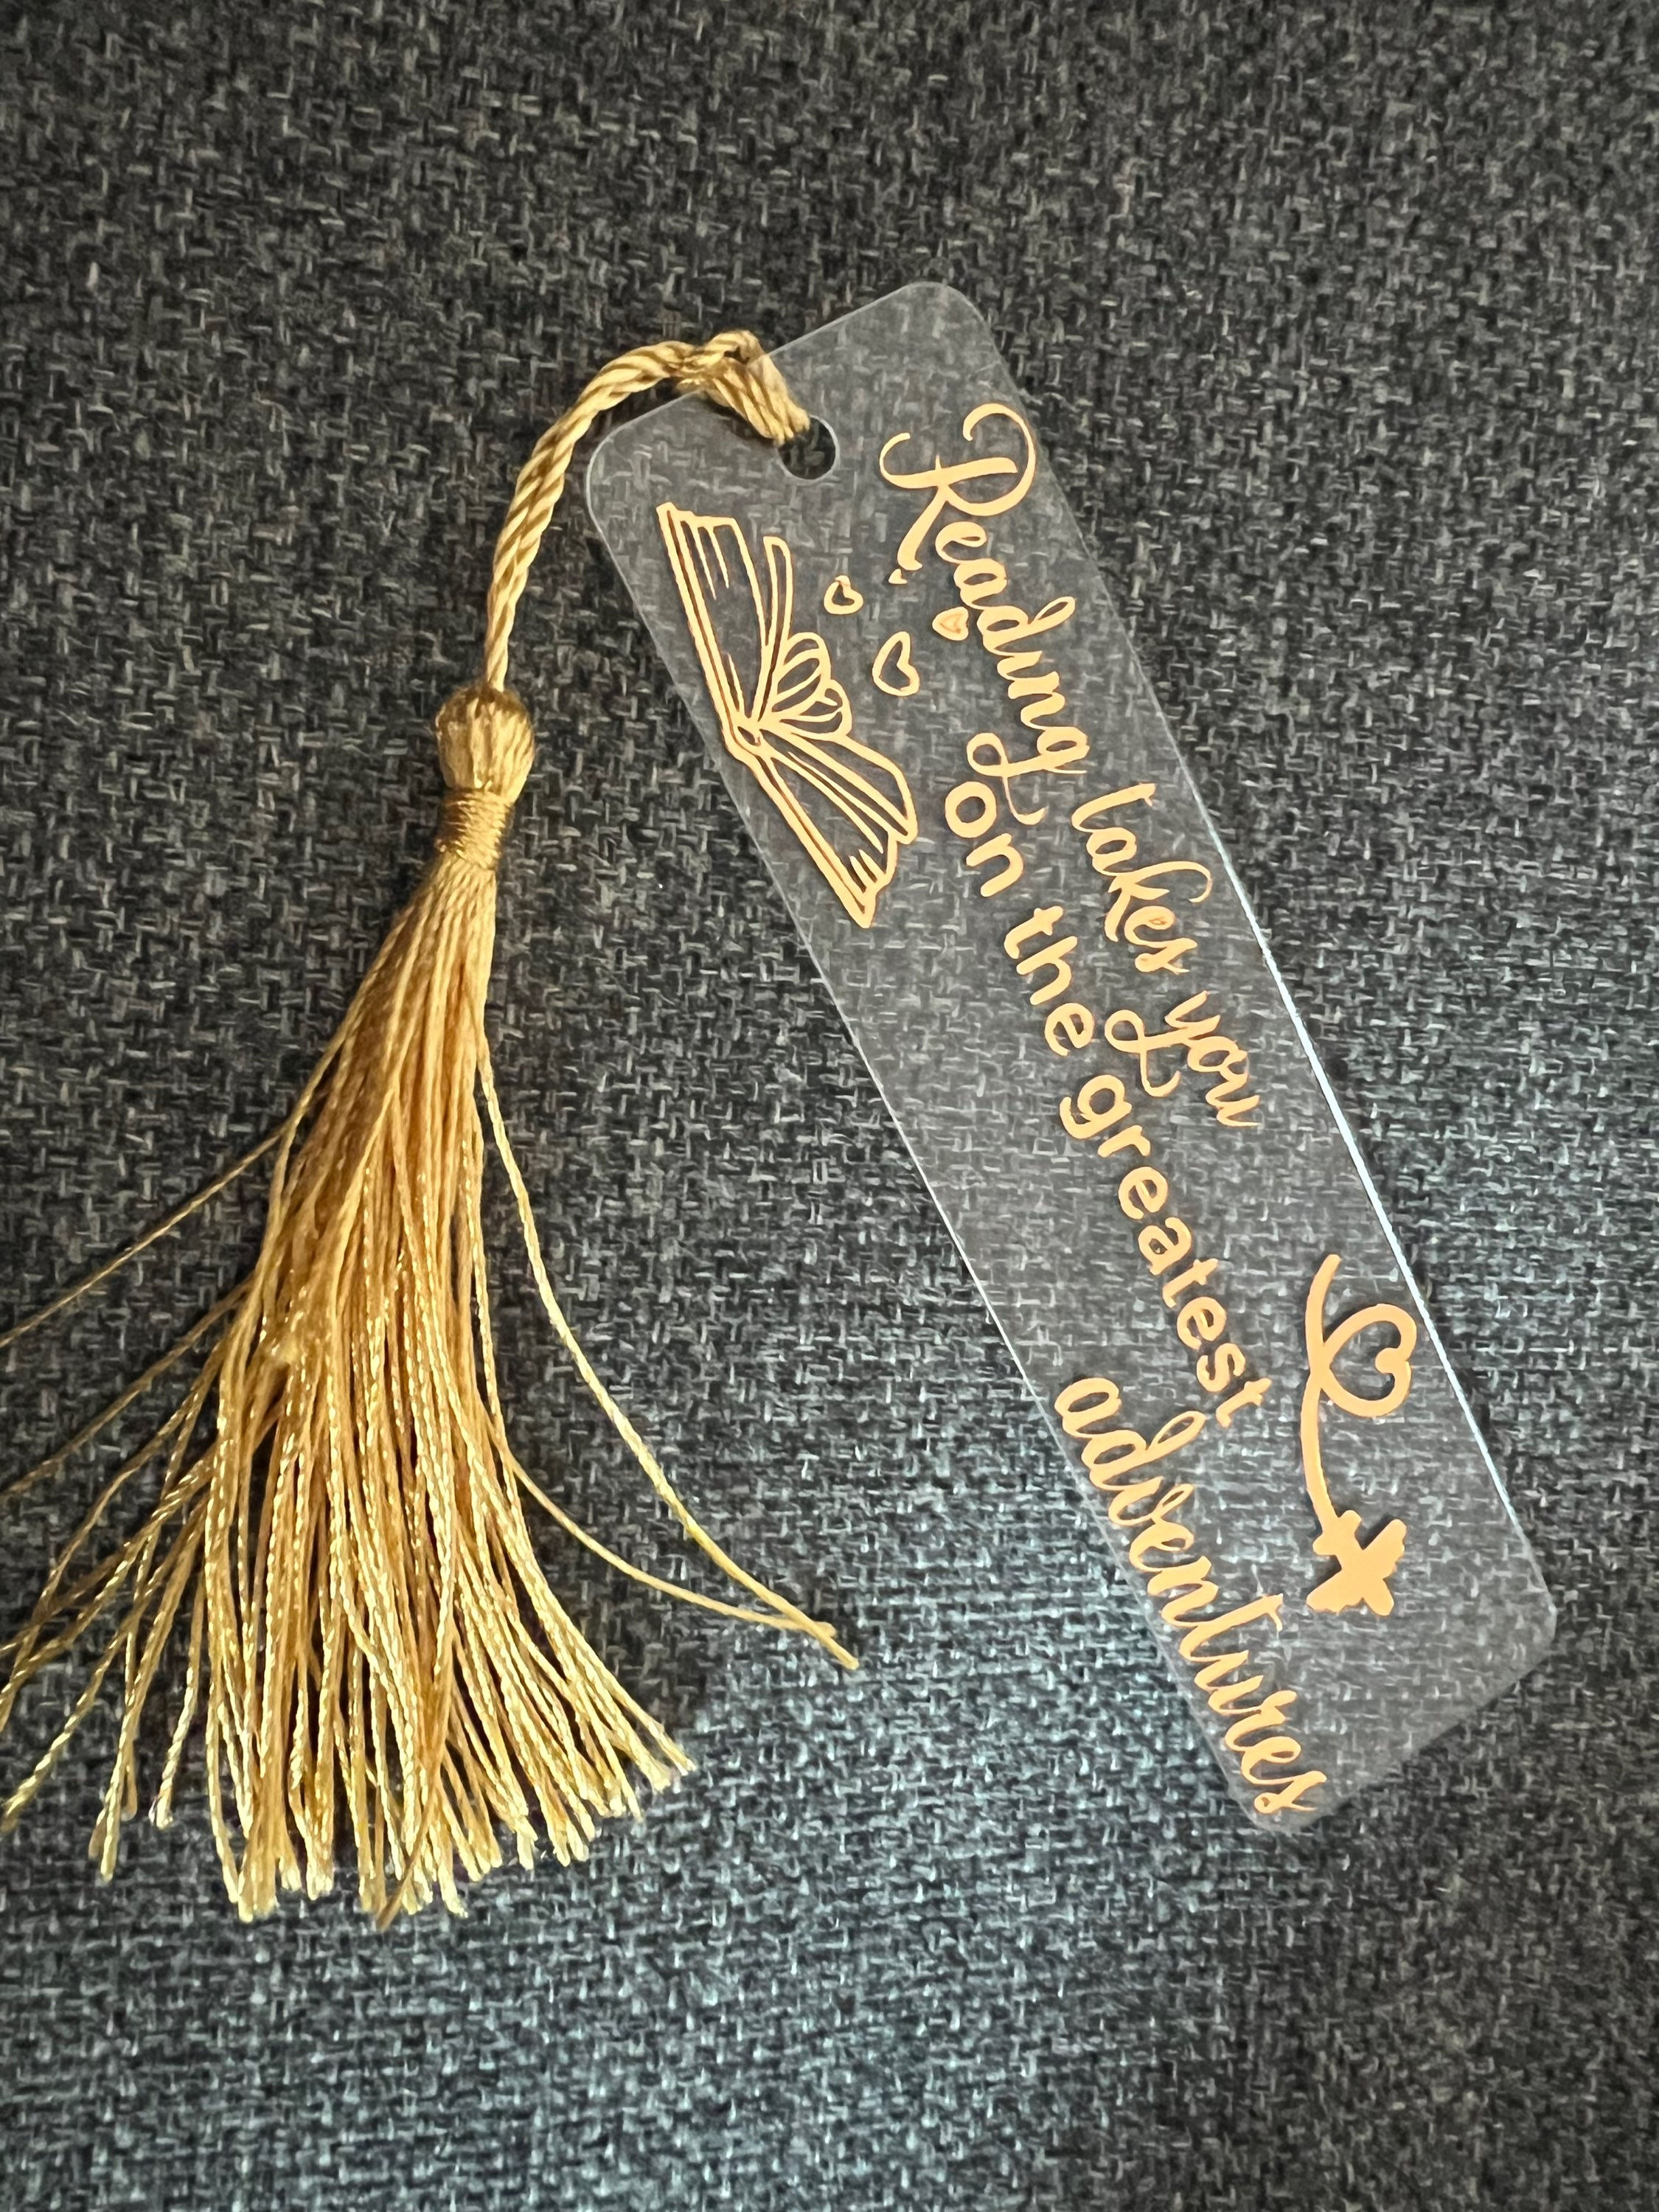 Reading takes you
on the greatest
adventures